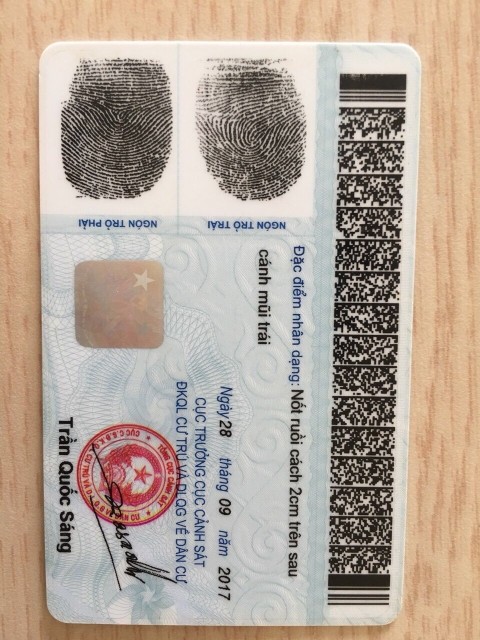 NGÓN TRỎ TRÁI
NGÓN TRỎ PHẢI
Đặc điểm nhân dạng: Nốt ruồi cách 2cm trên sau
cánh mũi trái
Ngày 28 tháng 09 năm 2017
CỤC TRƯỞNG CỤC CẢNH SÁT
ĐKQL CƯ TRÚ VÀ DLQG VỀ DÂN CƯ
Trần Quốc Sáng